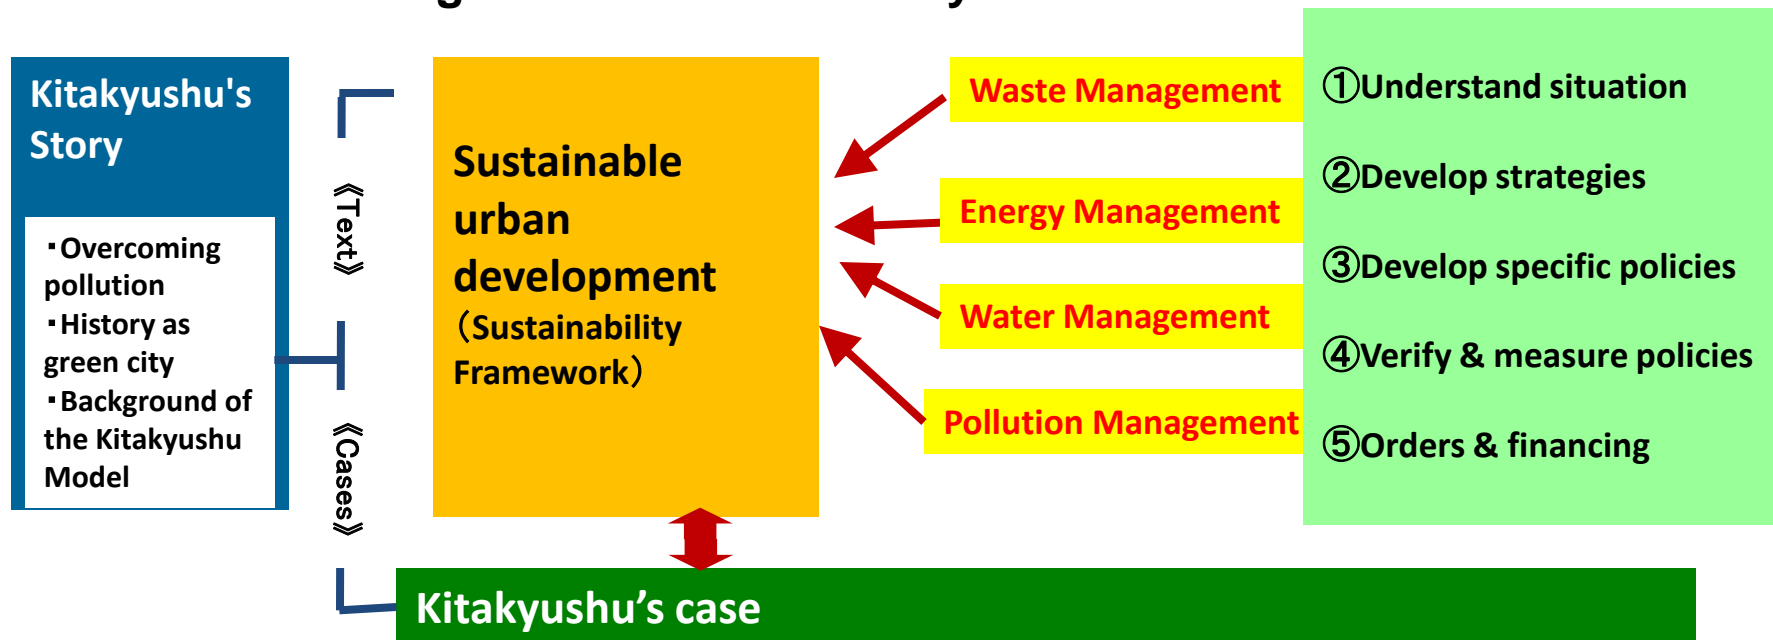 Kitakyushu's
Story
▪Overcoming
pollution
▪History as
green city
▪Background of
the Kitakyushu
Model
《Text》
《Cases》
Sustainable
urban
development
（Sustainability
Framework）
Waste Management
Energy Management
Water Management
Pollution Management
①Understand situation
②Develop strategies
③Develop specific policies
④Verify & measure policies
⑤Orders & financing
Kitakyushu’s case